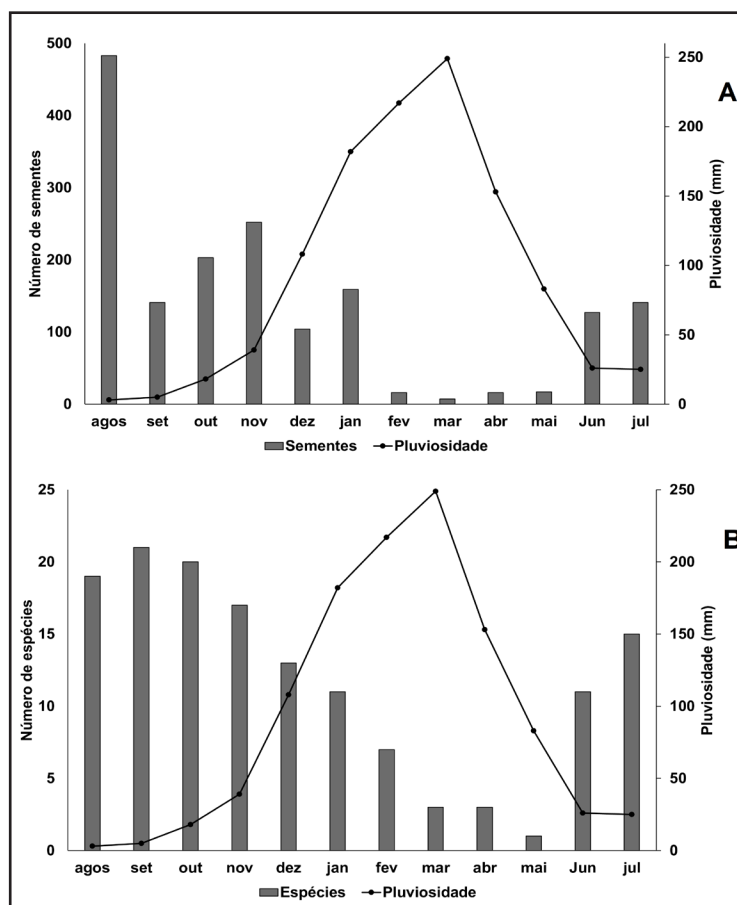 A
500
400
300
200
100
0
Número de sementes
250
200
150
100
50
0
Pluviosidade (mm)
agos set out nov dez jan fev mar abr mai Jun jul
Sementes Pluviosidade
B
25
20
15
10
5
0
Número de espécies
250
200
150
100
50
0
Pluviosidade (mm)
agos set out nov dez jan fev mar abr mai Jun jul
Espécies Pluviosidade